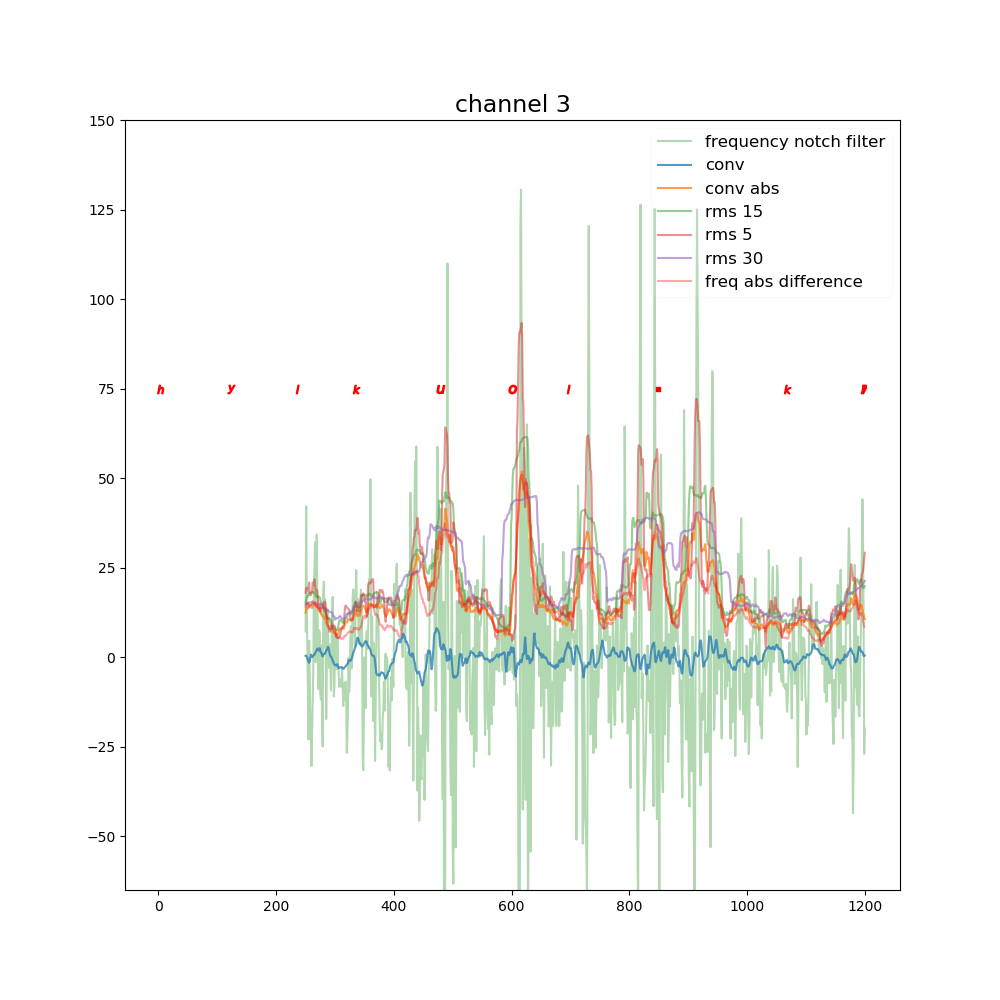 channel 3
150
125
100
75
50
25
0
−25
−50
frequency notch filter
conv
conv abs
rms 15
rms 5
rms 30
freq abs difference
h y l k u o l . k
0 200 400 600 800 1000 1200